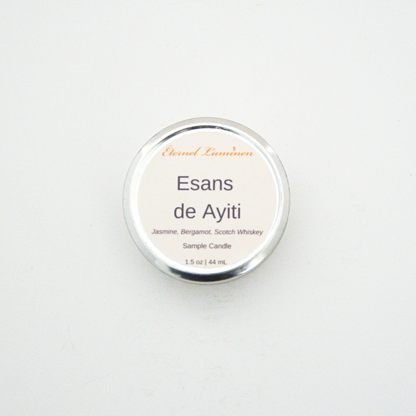 Eternel Luminen
Esans
de Ayiti
Jasmine, Bergamot, Scotch Whiskey
Sample Candle
1.5 oz | 44 mL